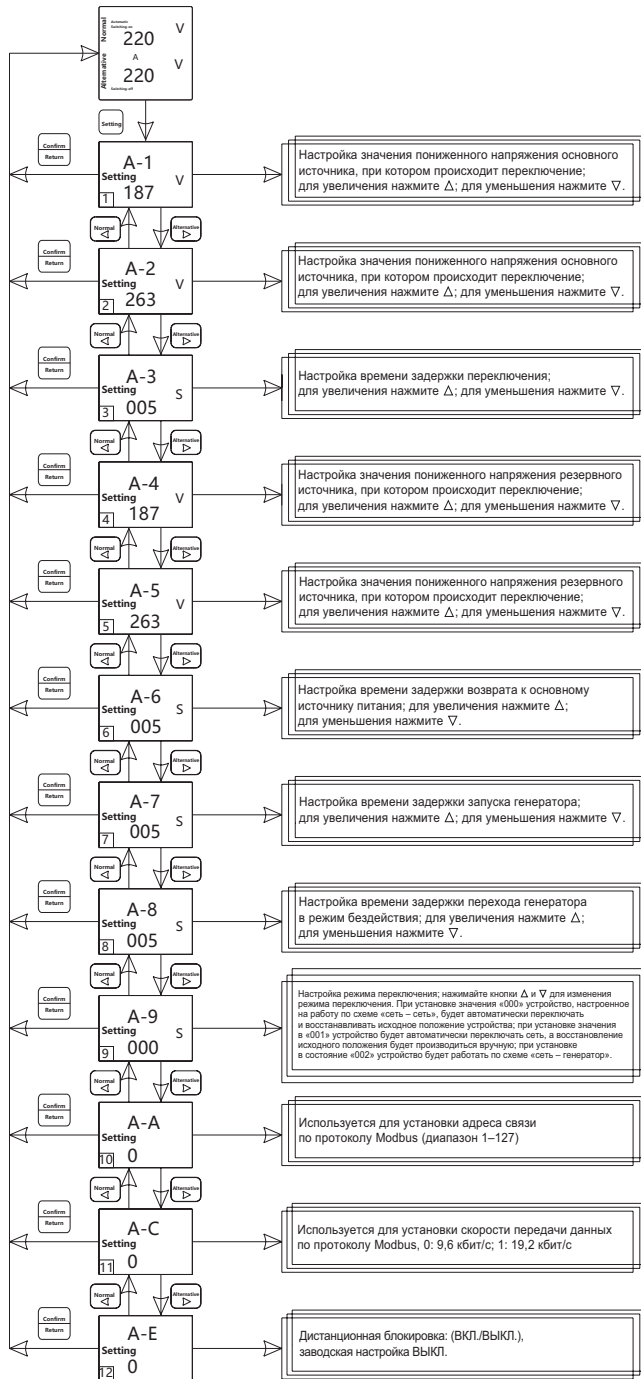 Automatic
Switching on
Normal
220 V
A
Alternative
220 V
Switching off
Setting
Confirm
Return
A-1
Setting
1 187 V
Настройка значения пониженного напряжения основного
источника, при котором происходит переключение;
для увеличения нажмите △; для уменьшения нажмите ▽.
Normal ◁
Alternative ▷
Confirm
Return
A-2
Setting
2 263 V
Настройка значения пониженного напряжения основного
источника, при котором происходит переключение;
для увеличения нажмите △; для уменьшения нажмите ▽.
Normal ◁
Alternative ▷
Confirm
Return
A-3
Setting
3 005 S
Настройка времени задержки переключения;
для увеличения нажмите △; для уменьшения нажмите ▽.
Normal ◁
Alternative ▷
Confirm
Return
A-4
Setting
4 187 V
Настройка значения пониженного напряжения резервного
источника, при котором происходит переключение;
для увеличения нажмите △; для уменьшения нажмите ▽.
Normal ◁
Alternative ▷
Confirm
Return
A-5
Setting
5 263 V
Настройка значения пониженного напряжения резервного
источника, при котором происходит переключение;
для увеличения нажмите △; для уменьшения нажмите ▽.
Normal ◁
Alternative ▷
Confirm
Return
A-6
Setting
6 005 S
Настройка времени задержки возврата к основному
источнику питания; для увеличения нажмите △;
для уменьшения нажмите ▽.
Normal ◁
Alternative ▷
Confirm
Return
A-7
Setting
7 005 S
Настройка времени задержки запуска генератора;
для увеличения нажмите △; для уменьшения нажмите ▽.
Normal ◁
Alternative ▷
Confirm
Return
A-8
Setting
8 005 S
Настройка времени задержки перехода генератора
в режим бездействия; для увеличения нажмите △;
для уменьшения нажмите ▽.
Normal ◁
Alternative ▷
Confirm
Return
A-9
Setting
9 000 S
Настройка режима переключения; нажимайте кнопки △ и ▽ для изменения
режима переключения. При установке значения «000» устройство, настроенное
на работу по схеме «сеть – сеть», будет автоматически переключать
и восстанавливать исходное положение устройства; при установке значения
в «001» устройство будет автоматически переключать сеть, а восстановление
исходного положения будет производиться вручную; при установке
в состояние «002» устройство будет работать по схеме «сеть – генератор».
Normal ◁
Alternative ▷
Confirm
Return
A-A
Setting
10 0
Используется для установки адреса связи
по протоколу Modbus (диапазон 1–127)
Normal ◁
Alternative ▷
Confirm
Return
A-C
Setting
11 0
Используется для установки скорости передачи данных
по протоколу Modbus, 0: 9,6 кбит/с; 1: 19,2 кбит/с
Normal ◁
Alternative ▷
Confirm
Return
A-E
Setting
12 0
Дистанционная блокировка: (ВКЛ./ВЫКЛ.),
заводская настройка ВЫКЛ.